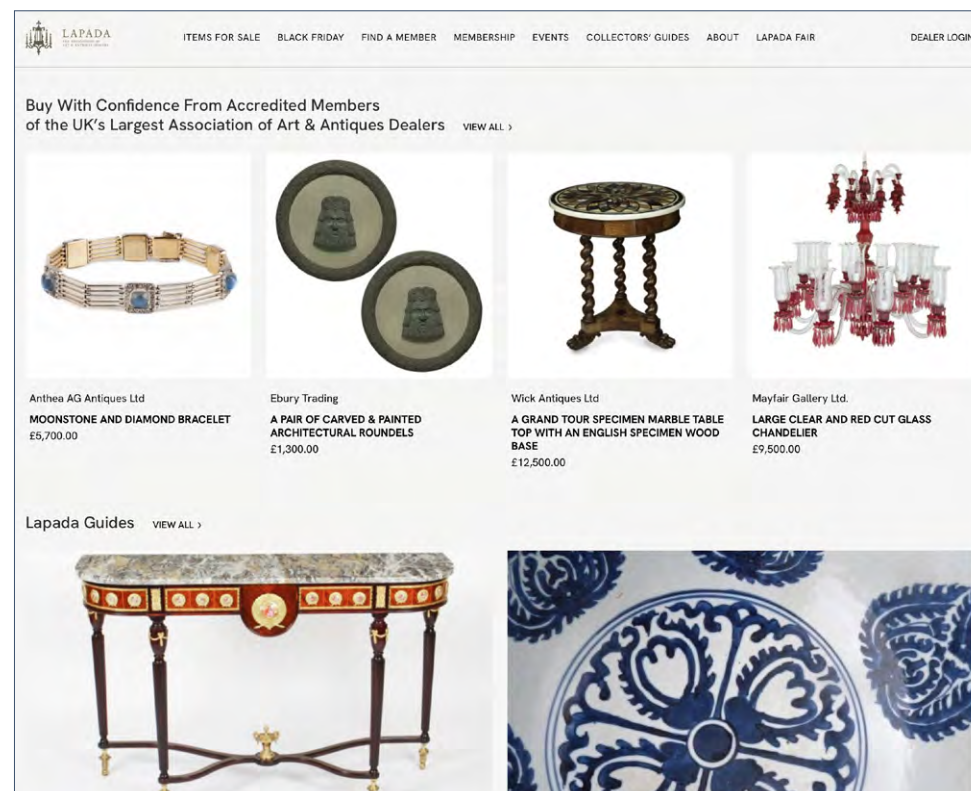 LAPADA
ITEMS FOR SALE BLACK FRIDAY FIND A MEMBER MEMBERSHIP EVENTS COLLECTORS' GUIDES ABOUT LAPADA FAIR DEALER LOGIN
Buy With Confidence From Accredited Members
of the UK's Largest Association of Art & Antiques Dealers VIEW ALL >
Anthea AG Antiques Ltd
MOONSTONE AND DIAMOND BRACELET
£5,700.00
Ebury Trading
A PAIR OF CARVED & PAINTED
ARCHITECTURAL ROUNDELS
£1,300.00
Wick Antiques Ltd
A GRAND TOUR SPECIMEN MARBLE TABLE
TOP WITH AN ENGLISH SPECIMEN WOOD
BASE
£12,500.00
Mayfair Gallery Ltd.
LARGE CLEAR AND RED CUT GLASS
CHANDELIER
£9,500.00
Lapada Guides VIEW ALL >